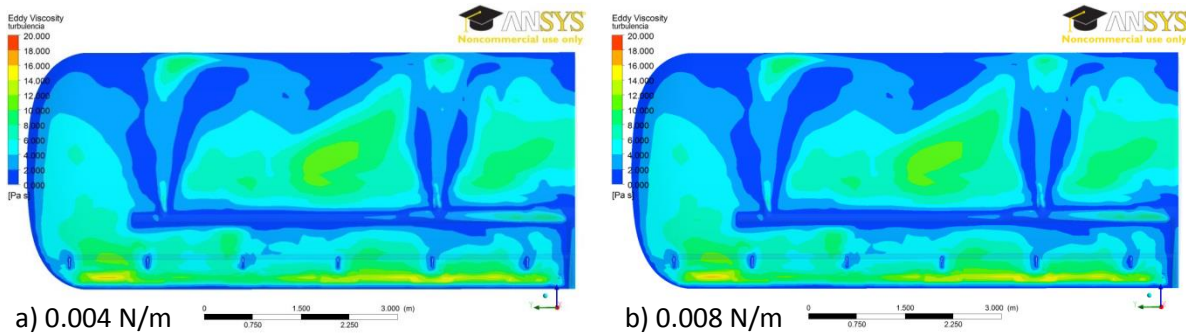 Eddy Viscosity
turbulencia
20.000
18.000
16.000
14.000
12.000
10.000
8.000
6.000
4.000
2.000
0.000
[Pa s]
ANSYS
Noncommercial use only
0 1.500 3.000 (m)
0.750 2.250
Y
a) 0.004 N/m
Eddy Viscosity
turbulencia
20.000
18.000
16.000
14.000
12.000
10.000
8.000
6.000
4.000
2.000
0.000
[Pa s]
ANSYS
Noncommercial use only
0 1.500 3.000 (m)
0.750 2.250
Y
b) 0.008 N/m